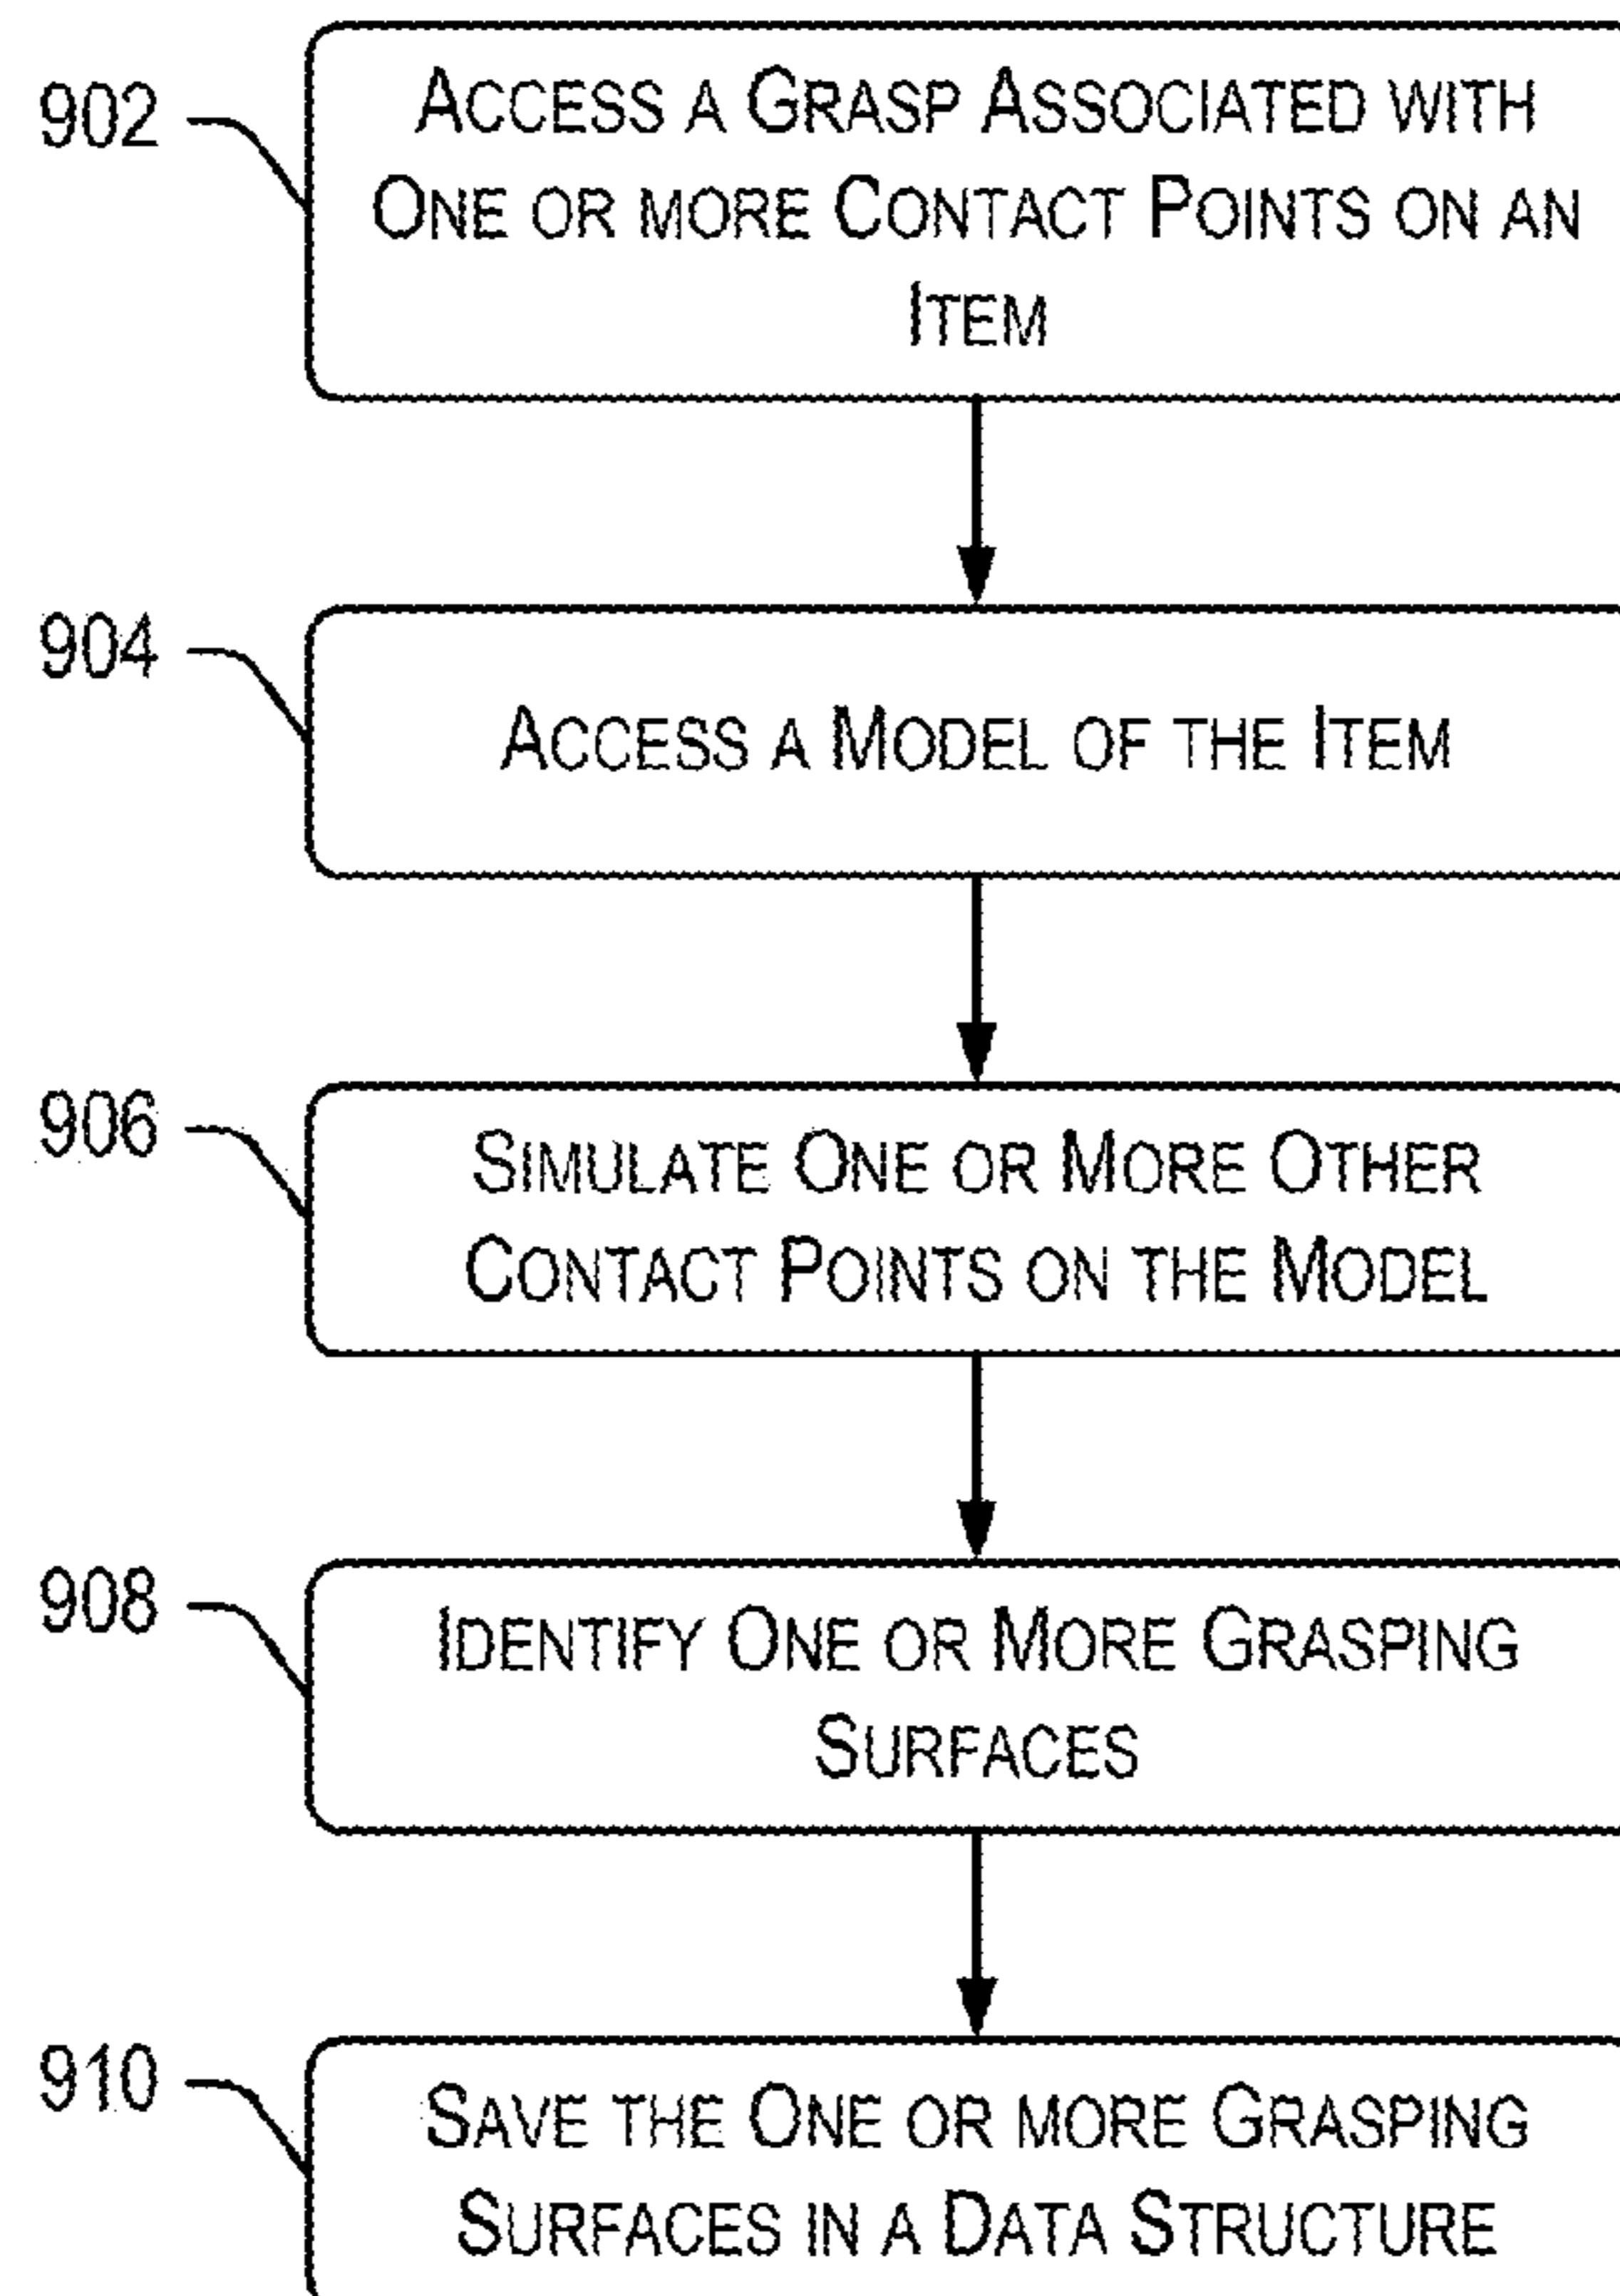 902
ACCESS A GRASP ASSOCIATED WITH
ONE OR MORE CONTACT POINTS ON AN
ITEM
904
ACCESS A MODEL OF THE ITEM
906
SIMULATE ONE OR MORE OTHER
CONTACT POINTS ON THE MODEL
908
IDENTIFY ONE OR MORE GRASPING
SURFACES
910
SAVE THE ONE OR MORE GRASPING
SURFACES IN A DATA STRUCTURE